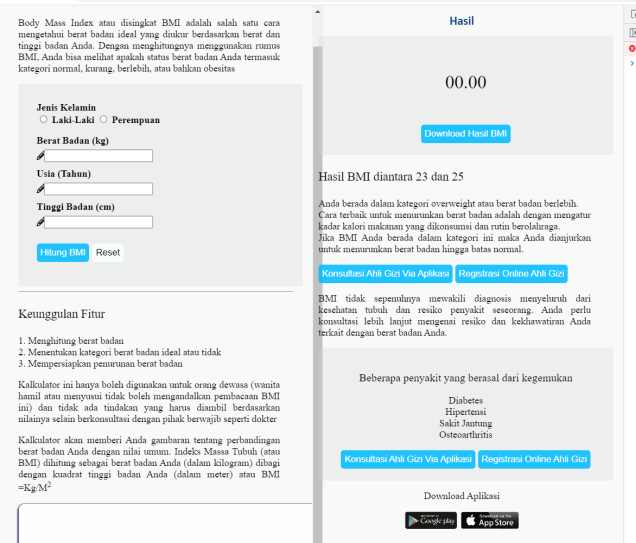 Body Mass Index atau disingkat BMI adalah salah satu cara
mengetahui berat badan ideal yang diukur berdasarkan berat dan
tinggi badan Anda. Dengan menghitungnya menggunakan rumus
BMI, Anda bisa melihat apakah status berat badan Anda termasuk
kategori normal, kurang, berlebih, atau bahkan obesitas
Jenis Kelamin
Laki-Laki Perempuan
Berat Badan (kg)
Usia (Tahun)
Tinggi Badan (cm)
Hitung BMI Reset
Keunggulan Fitur
1. Menghitung berat badan
2. Menentukan kategori berat badan ideal atau tidak
3. Mempersiapkan penurunan berat badan
Kalkulator ini hanya boleh digunakan untuk orang dewasa (wanita
hamil atau menyusui tidak boleh mengandalkan pembacaan BMI
ini) dan tidak ada tindakan yang harus diambil berdasarkan
nilainya selain berkonsultasi dengan pihak berwajib seperti dokter
Kalkulator akan memberi Anda gambaran tentang perbandingan
berat badan Anda dengan nilai umum. Indeks Massa Tubuh (atau
BMI) dihitung sebagai berat badan Anda (dalam kilogram) dibagi
dengan kuadrat tinggi badan Anda (dalam meter) atau BMI
=Kg/M²
Hasil
00.00
Download Hasil BMI
Hasil BMI diantara 23 dan 25
Anda berada dalam kategori overweight atau berat badan berlebih.
Cara terbaik untuk menurunkan berat badan adalah dengan mengatur
kadar kalori makanan yang dikonsumsi dan rutin berolahraga.
Jika BMI Anda berada dalam kategori ini maka Anda dianjurkan
untuk menurunkan berat badan hingga batas normal.
Konsultasi Ahli Gizi Via Aplikasi Registrasi Online Ahli Gizi
BMI tidak sepenuhnya mewakili diagnosis menyeluruh dari
kesehatan tubuh dan resiko penyakit seseorang. Anda perlu
konsultasi lebih lanjut mengenai resiko dan kekhawatiran Anda
terkait dengan berat badan Anda.
Beberapa penyakit yang berasal dari kegemukan
Diabetes
Hipertensi
Sakit Jantung
Osteoarthritis
Konsultasi Ahli Gizi Via Aplikasi Registrasi Online Ahli Gizi
Download Aplikasi
Google play
Download on the
App Store